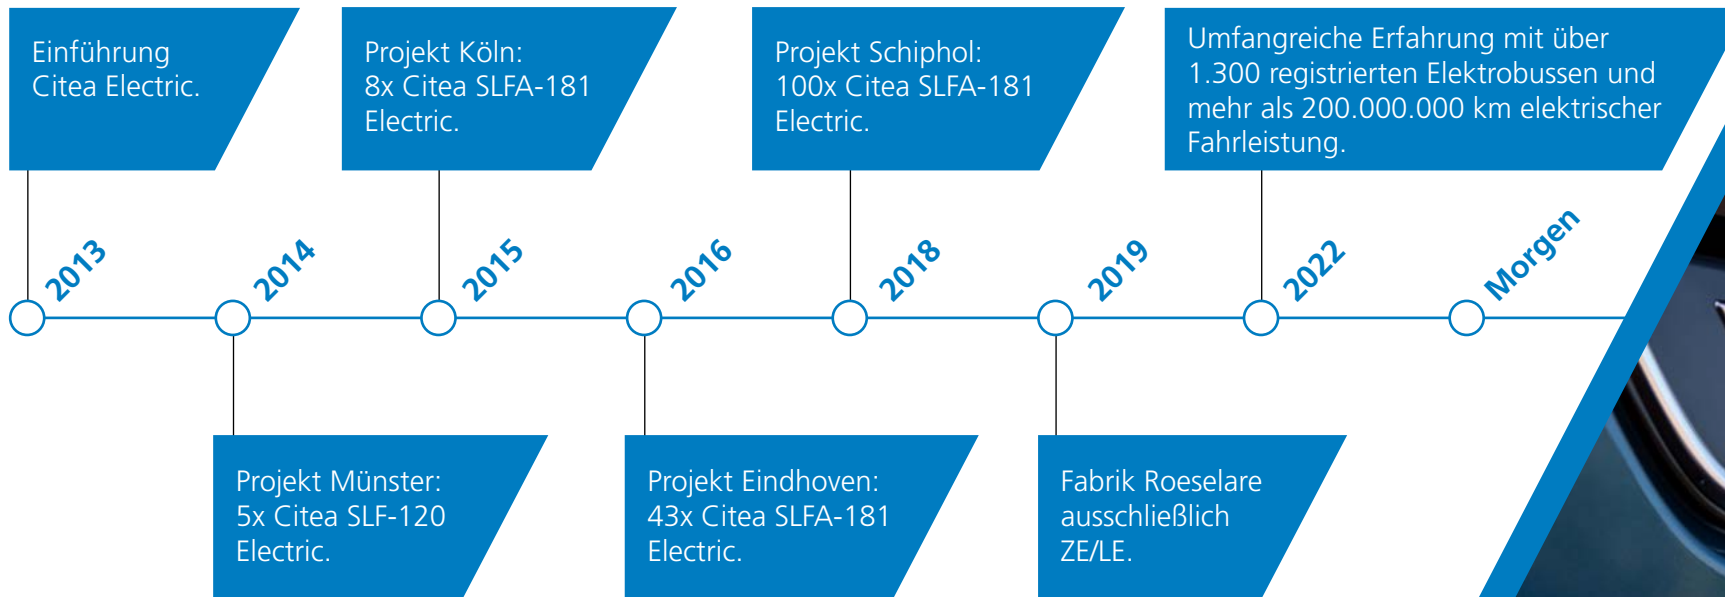 Einführung
Citea Electric.
Projekt Köln:
8x Citea SLFA-181
Electric.
Projekt Schiphol:
100x Citea SLFA-181
Electric.
Umfangreiche Erfahrung mit über
1.300 registrierten Elektrobussen und
mehr als 200.000.000 km elektrischer
Fahrleistung.
2013
2014
2015
2016
2018
2019
2022
Morgen
Projekt Münster:
5x Citea SLF-120
Electric.
Projekt Eindhoven:
43x Citea SLFA-181
Electric.
Fabrik Roeselare
ausschließlich
ZE/LE.